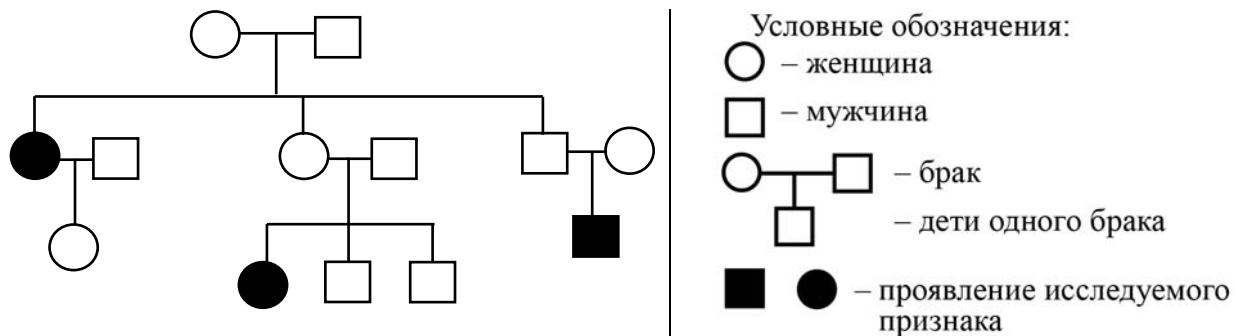 Условные обозначения:
– женщина
– мужчина
– брак
– дети одного брака
– проявление исследуемого
признака